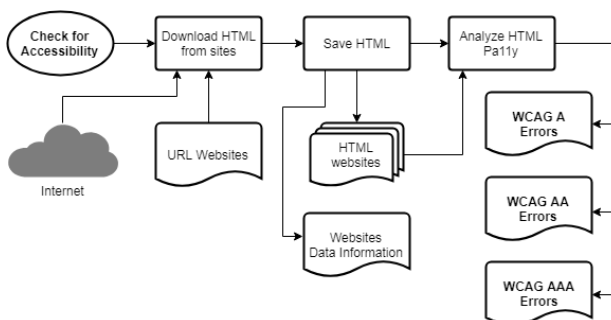 Check for
Accessibility
Download HTML
from sites
Save HTML
Analyze HTML
Pa11y
Internet
URL Websites
HTML
websites
Websites
Data Information
WCAG A
Errors
WCAG AA
Errors
WCAG AAA
Errors